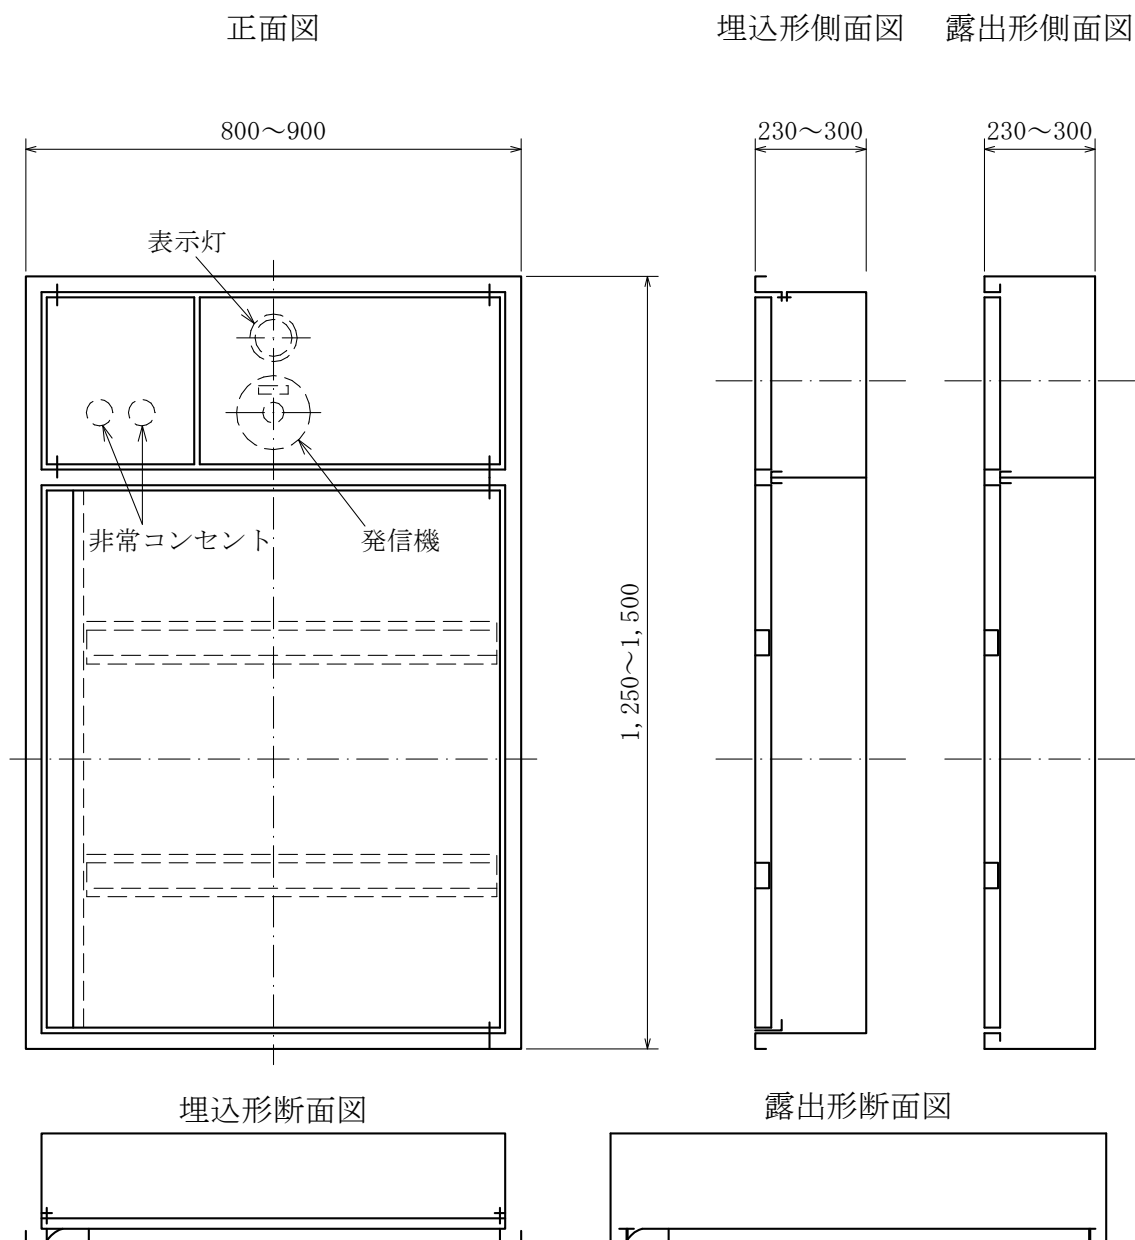 正面図
埋込形側面図
露出形側面図
800～900
230～300
230～300
表示灯
非常コンセント
発信機
1,250～1,500
埋込形断面図
露出形断面図